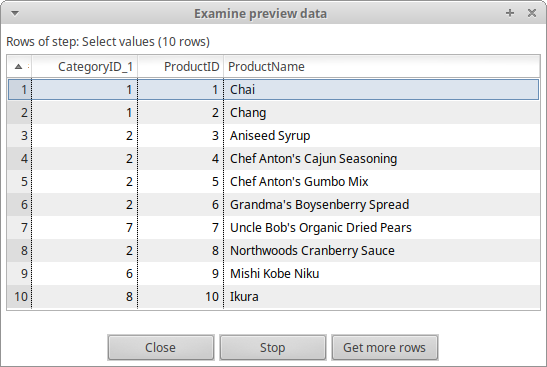 Examine preview data
Rows of step: Select values (10 rows)
CategoryID_1 ProductID ProductName
1 1 1 Chai
2 1 2 Chang
3 2 3 Aniseed Syrup
4 2 4 Chef Anton's Cajun Seasoning
5 2 5 Chef Anton's Gumbo Mix
6 2 6 Grandma's Boysenberry Spread
7 7 7 Uncle Bob's Organic Dried Pears
8 2 8 Northwoods Cranberry Sauce
9 6 9 Mishi Kobe Niku
10 8 10 Ikura
Close Stop Get more rows